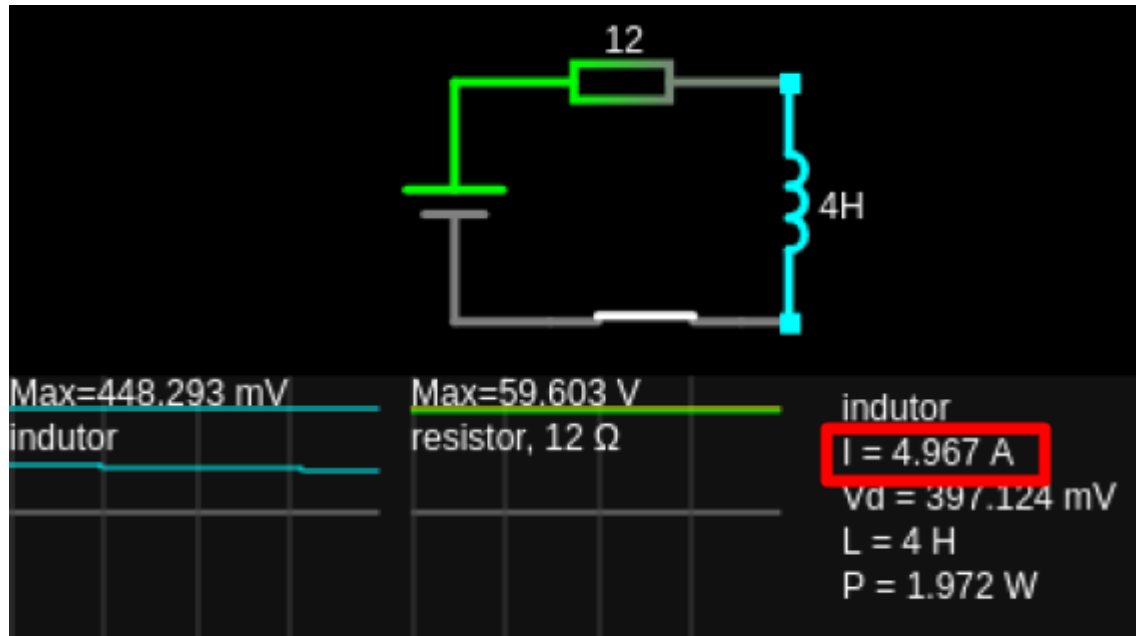 12
4H
Max=448.293 mV
indutor
Max=59.603 V
resistor, 12 Ω
indutor
I = 4.967 A
Vd = 397.124 mV
L = 4 H
P = 1.972 W